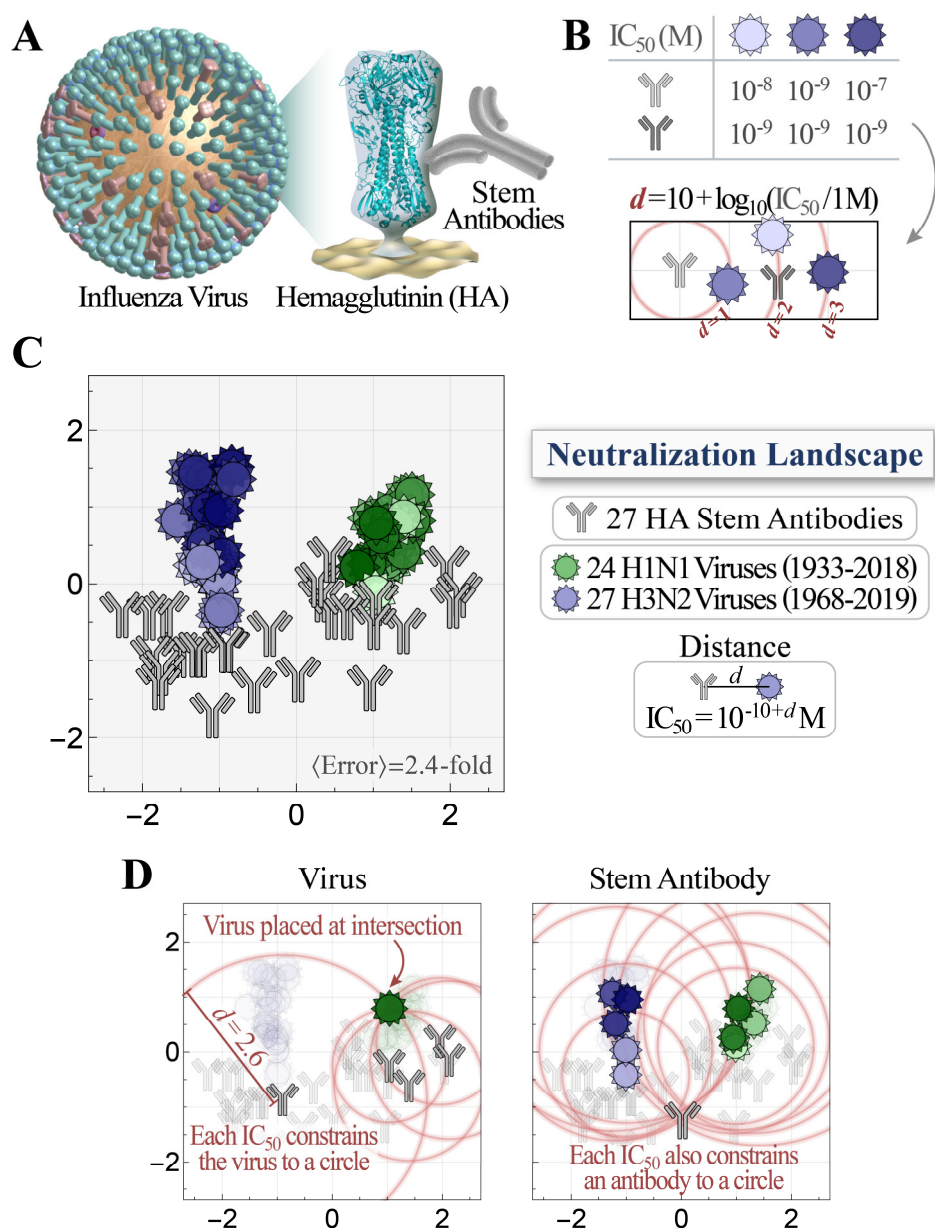 A
Influenza Virus
Hemagglutinin (HA)
Stem
Antibodies
B
IC50 (M)
10-8 10-9 10-7
10-9 10-9 10-9
d=10+log10(IC50/1M)
d=1
d=2
d=3
C
2
0
−2
−2 0 2
⟨Error⟩=2.4-fold
Neutralization Landscape
27 HA Stem Antibodies
24 H1N1 Viruses (1933-2018)
27 H3N2 Viruses (1968-2019)
Distance
d
IC50=10-10+d M
D
Virus
Virus placed at intersection
d=2.6
Each IC50 constrains
the virus to a circle
2
0
−2
−2 0 2
Stem Antibody
Each IC50 also constrains
an antibody to a circle
2
0
−2
−2 0 2